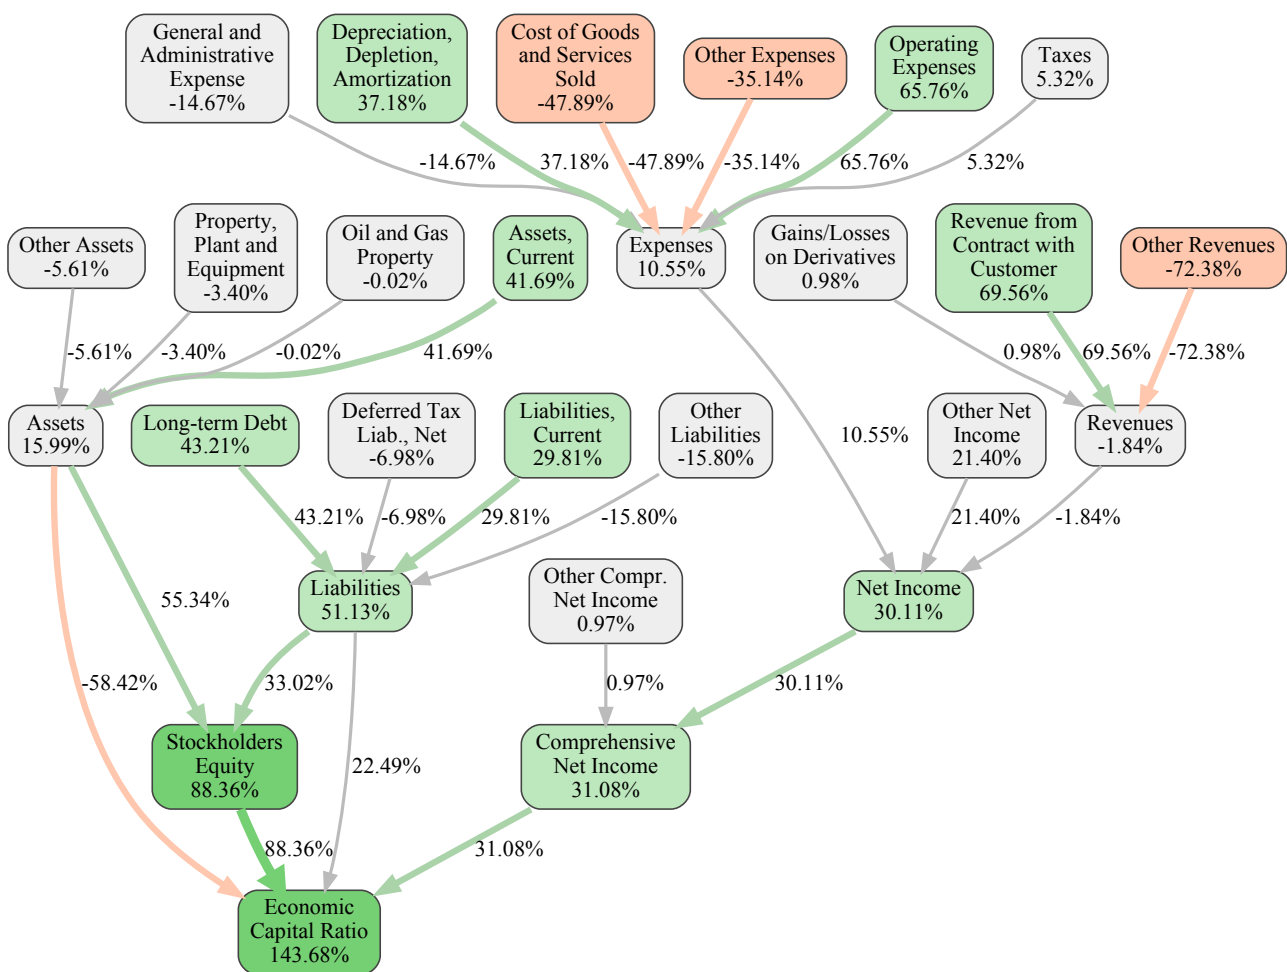 General and
Administrative
Expense
-14.67%
Depreciation,
Depletion,
Amortization
37.18%
Cost of Goods
and Services
Sold
-47.89%
Other Expenses
-35.14%
Operating
Expenses
65.76%
Taxes
5.32%
-14.67%
37.18%
-47.89%
-35.14%
65.76%
5.32%
Other Assets
-5.61%
Property,
Plant and
Equipment
-3.40%
Oil and Gas
Property
-0.02%
Assets,
Current
41.69%
Expenses
10.55%
Gains/Losses
on Derivatives
0.98%
Revenue from
Contract with
Customer
69.56%
Other Revenues
-72.38%
-5.61%
-3.40%
-0.02%
41.69%
0.98%
69.56%
-72.38%
Assets
15.99%
Long-term Debt
43.21%
Deferred Tax
Liab., Net
-6.98%
Liabilities,
Current
29.81%
Other
Liabilities
-15.80%
10.55%
Other Net
Income
21.40%
Revenues
-1.84%
43.21%
-6.98%
29.81%
-15.80%
21.40%
-1.84%
55.34%
Liabilities
51.13%
Other Compr.
Net Income
0.97%
Net Income
30.11%
-58.42%
33.02%
0.97%
30.11%
Stockholders
Equity
88.36%
22.49%
Comprehensive
Net Income
31.08%
88.36%
31.08%
Economic
Capital Ratio
143.68%